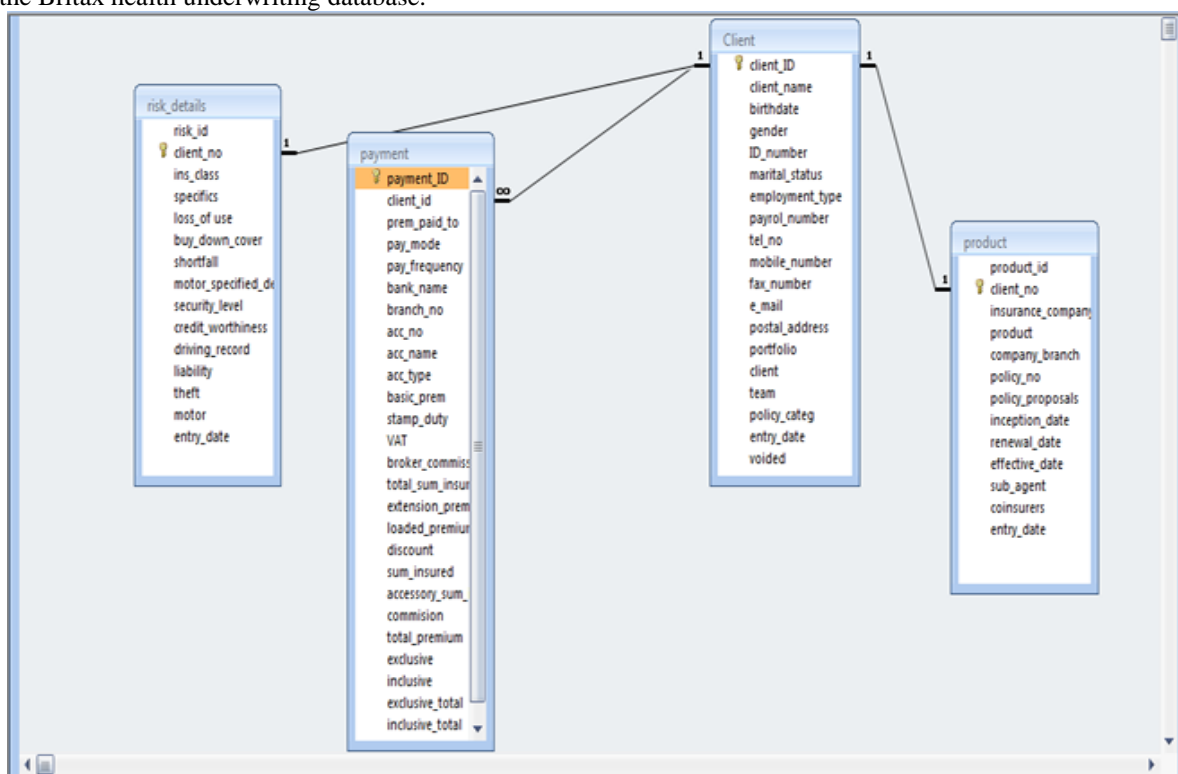 the Britax health underwriting database.
risk_details
risk_id
client_no
ins_class
specifics
loss_of use
buy_down_cover
shortfall
motor_specified_de
security_level
credit_worthiness
driving_record
liability
theft
motor
entry_date
1
payment
payment_ID
client_id
prem_paid_to
pay_mode
pay_frequency
bank_name
branch_no
acc_no
acc_name
acc_type
basic_prem
stamp_duty
VAT
broker_commiss
total_sum_insur
extension_prem
loaded_premiur
discount
sum_insured
accessory_sum_
commision
total_premium
exclusive
inclusive
exclusive_total
inclusive_total
∞
1
Client
client_ID
client_name
birthdate
gender
ID_number
marital_status
employment_type
payrol_number
tel_no
mobile_number
fax_number
e_mail
postal_address
portfolio
client
team
policy_categ
entry_date
voided
1
1
product
product_id
client_no
insurance_company
product
company_branch
policy_no
policy_proposals
inception_date
renewal_date
effective_date
sub_agent
coinsurers
entry_date